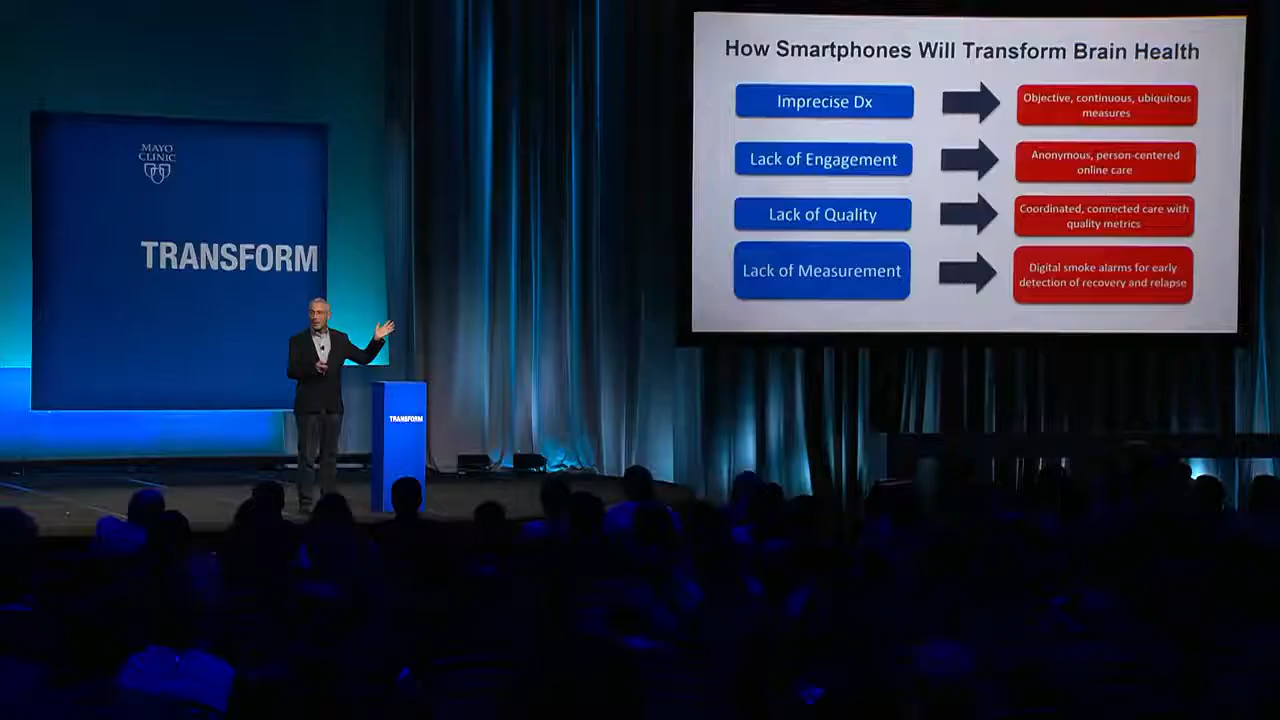 MAYO
CLINIC
TRANSFORM
TRANSFORM
How Smartphones Will Transform Brain Health
Imprecise Dx
Objective, continuous, ubiquitous
measures
Lack of Engagement
Anonymous, person-centered
online care
Lack of Quality
Coordinated, connected care with
quality metrics
Lack of Measurement
Digital smoke alarms for early
detection of recovery and relapse